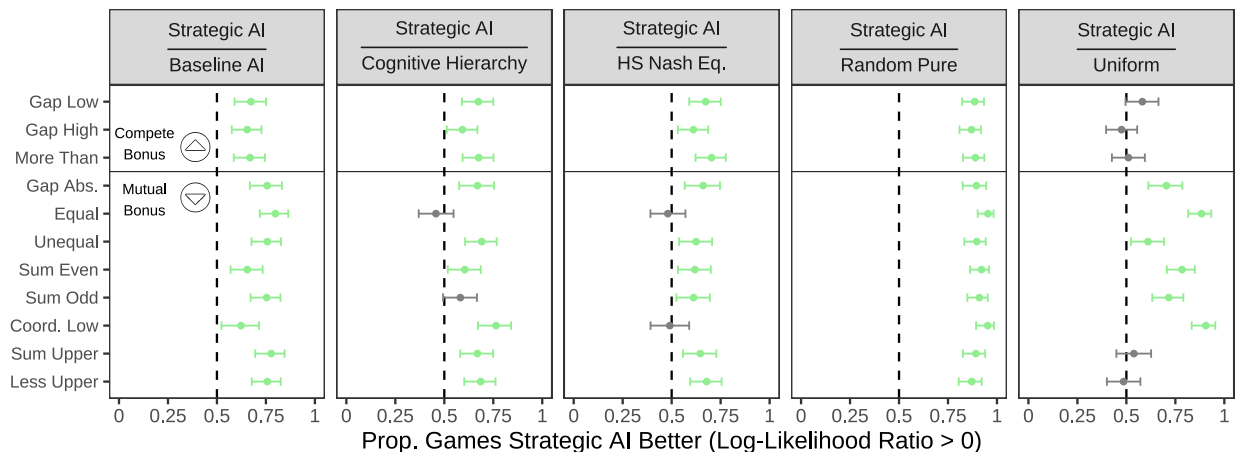 Strategic AI
Baseline AI
Strategic AI
Cognitive Hierarchy
Strategic AI
HS Nash Eq.
Strategic AI
Random Pure
Strategic AI
Uniform
Gap Low
Gap High
More Than
Gap Abs.
Equal
Unequal
Sum Even
Sum Odd
Coord. Low
Sum Upper
Less Upper
Compete
Bonus
Mutual
Bonus
0 0.25 0.5 0.75 1
0 0.25 0.5 0.75 1
0 0.25 0.5 0.75 1
0 0.25 0.5 0.75 1
0 0.25 0.5 0.75 1
Prop. Games Strategic AI Better (Log-Likelihood Ratio > 0)